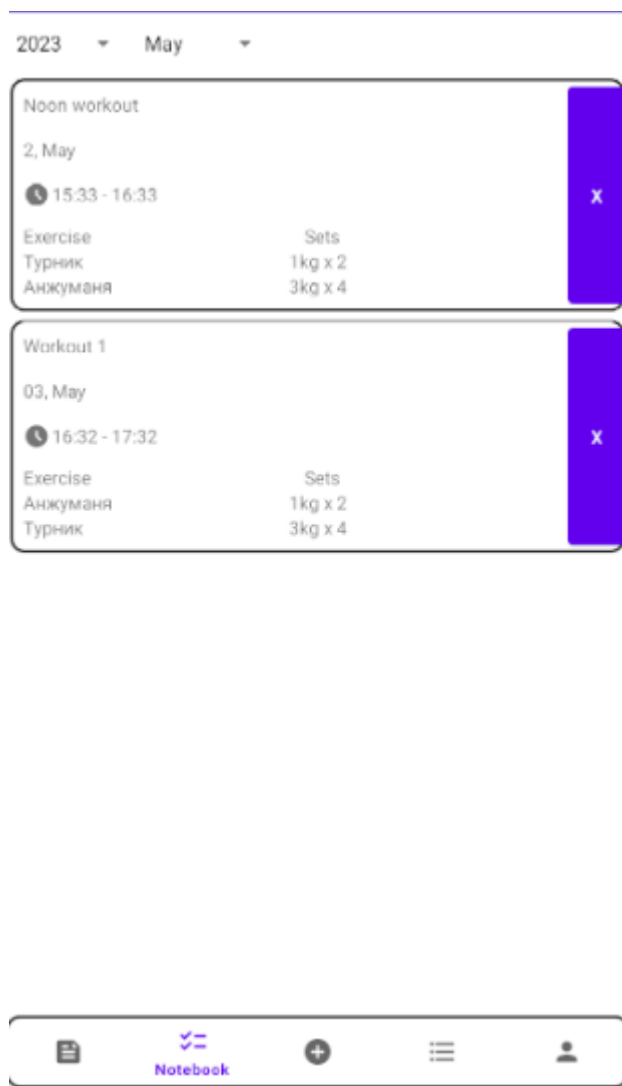 2023 May
Noon workout
2, May
15:33 - 16:33
X
Exercise Sets
Турник 1kg x 2
Анжуманя 3kg x 4
Workout 1
03, May
16:32 - 17:32
X
Exercise Sets
Анжуманя 1kg x 2
Турник 3kg x 4
Notebook